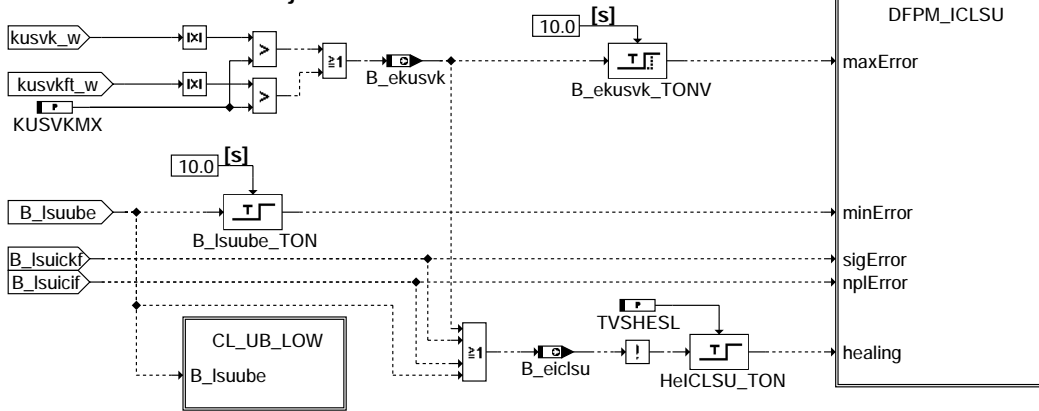 DFPM_ICLSU
kusvk_w
|x|
>
≥1
B_ekusvk
10.0
[s]
T
B_ekusvk_TONV
maxError
kusvkft_w
|x|
>
P
KUSVKMX
10.0
[s]
B_lsuube
T
B_lsuube_TON
minError
B_lsuickf
sigError
B_lsuicif
nplError
P
TVSHESL
CL_UB_LOW
B_lsuube
≥1
B_eiclsu
!
T
HelCLSU_TON
healing